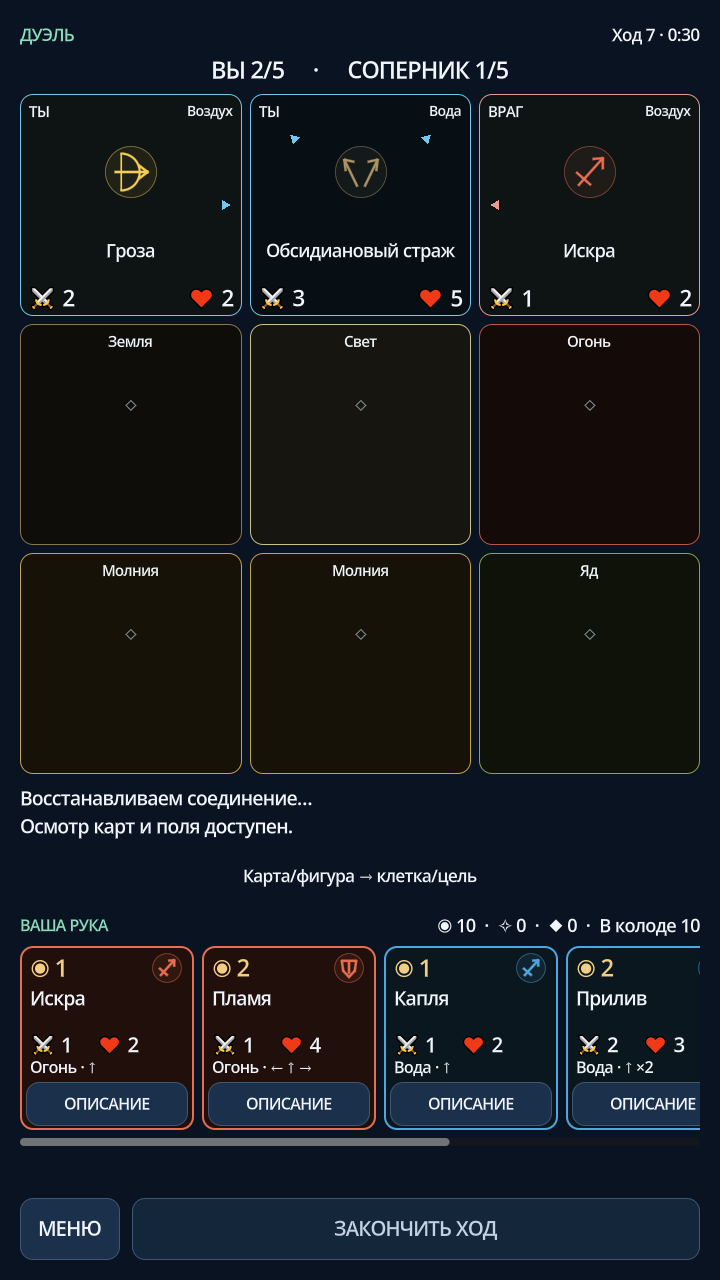 ДУЭЛЬ
Ход 7 · 0:30
ВЫ 2/5 · СОПЕРНИК 1/5
ТЫ Воздух
Гроза
2 2
ТЫ Вода
Обсидиановый страж
3 5
ВРАГ Воздух
Искра
1 2
Земля
Свет
Огонь
Молния
Молния
Яд
Восстанавливаем соединение...
Осмотр карт и поля доступен.
Карта/фигура → клетка/цель
ВАША РУКА
◉ 10 · ✧ 0 · ◆ 0 · В колоде 10
◉ 1
Искра
1 2
Огонь · ↑
ОПИСАНИЕ
◉ 2
Пламя
1 4
Огонь · ← ↑ →
ОПИСАНИЕ
◉ 1
Капля
1 2
Вода · ↑
ОПИСАНИЕ
◉ 2
Прилив
2 3
Вода · ↑ ×2
ОПИСАНИЕ
МЕНЮ
ЗАКОНЧИТЬ ХОД